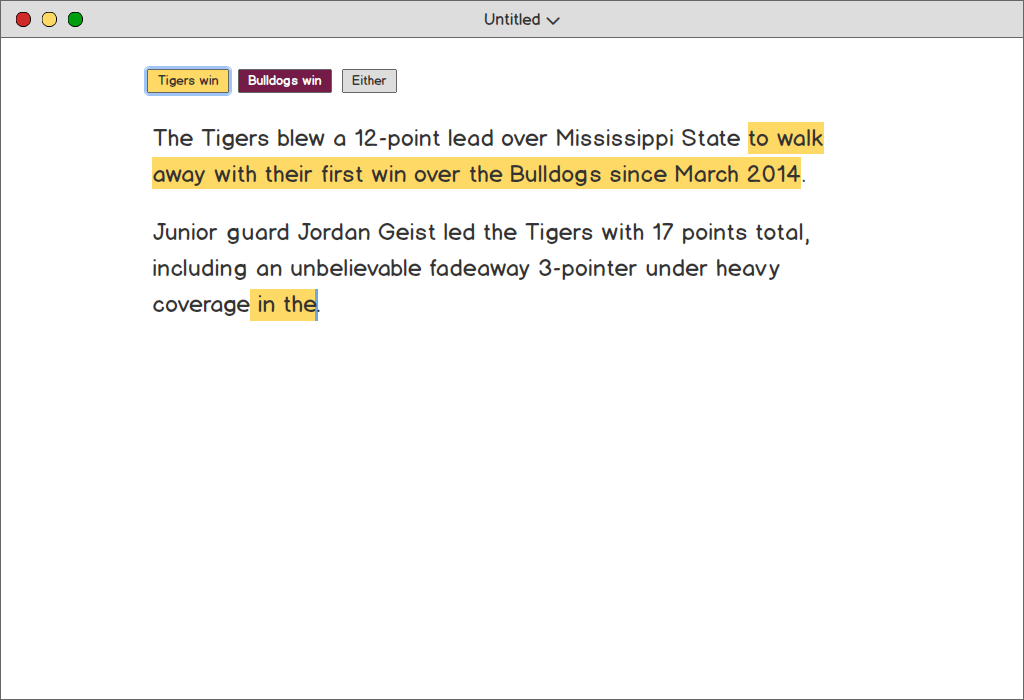 Untitled
Tigers win Bulldogs win Either
The Tigers blew a 12-point lead over Mississippi State to walk
away with their first win over the Bulldogs since March 2014.
Junior guard Jordan Geist led the Tigers with 17 points total,
including an unbelievable fadeaway 3-pointer under heavy
coverage in the.